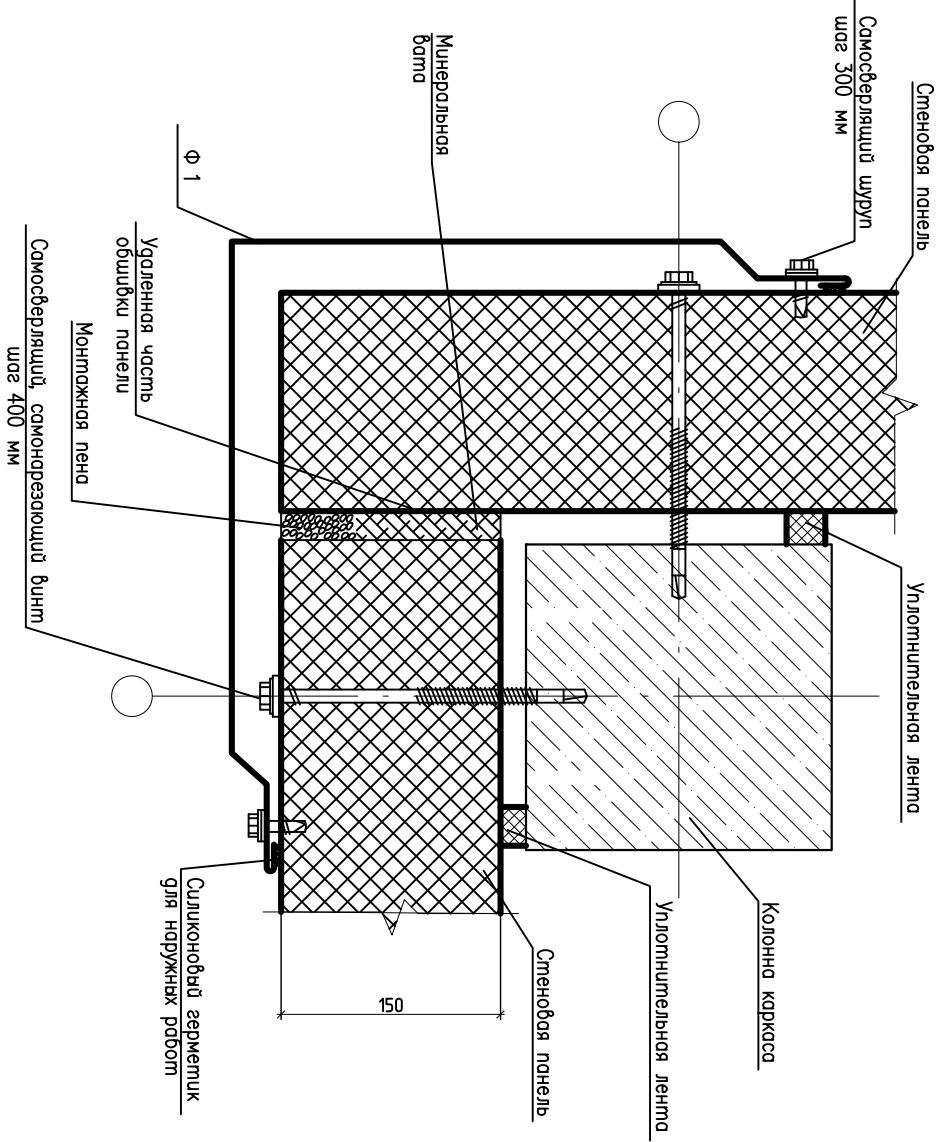 Стеновая панель
Самосверлящий шуруп
шаг 300 мм
Минеральная
вата
Ф 1
Удаленная часть
обшивки панели
Монтажная пена
Самосверлящий, самонарезающий винт
шаг 400 мм
Уплотнительная лента
Колонна каркаса
Уплотнительная лента
Стеновая панель
150
Силиконовый герметик
для наружных работ